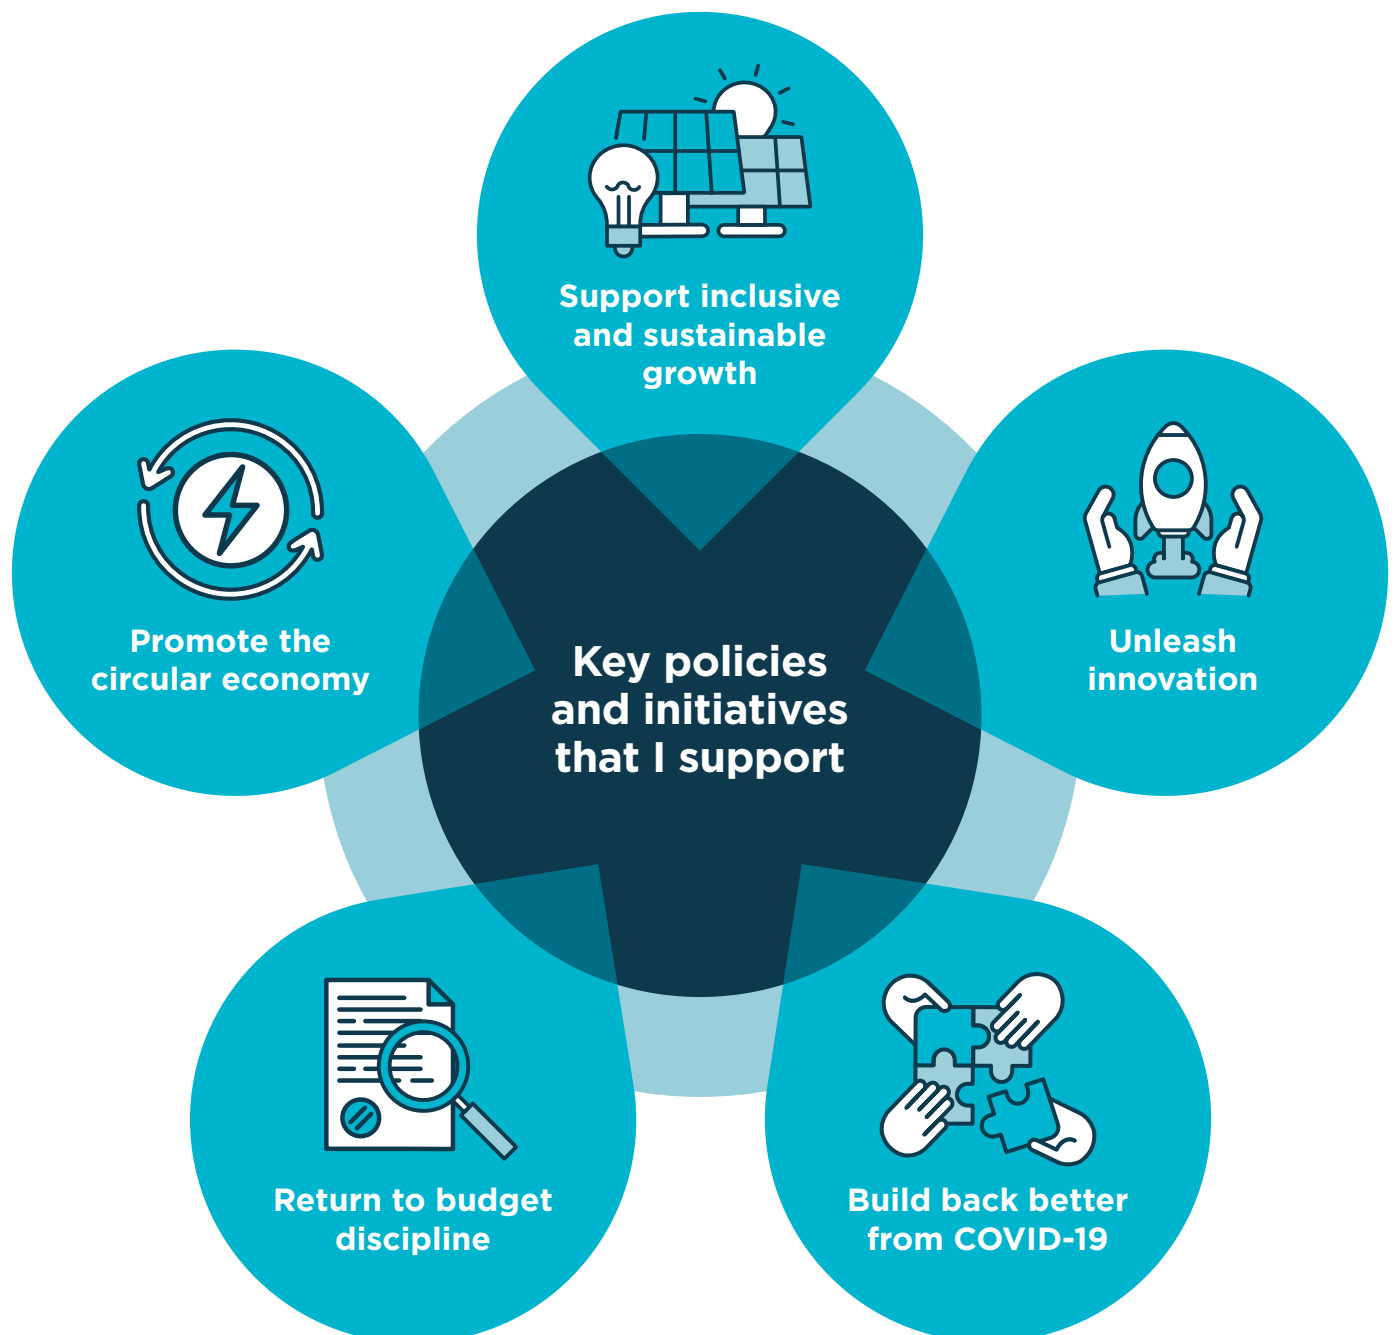 Support inclusive
and sustainable
growth
Promote the
circular economy
Unleash
innovation
Key policies
and initiatives
that I support
Return to budget
discipline
Build back better
from COVID-19